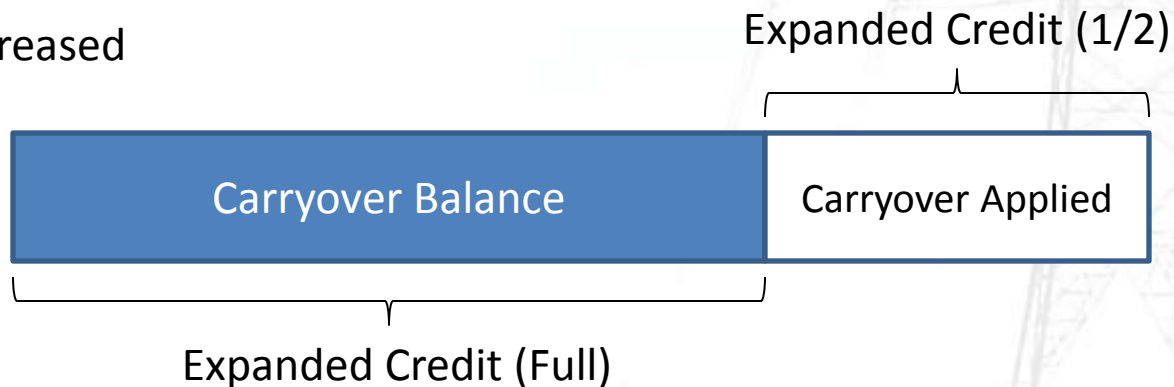 Expanded Credit (1/2)
Carryover Balance
Carryover Applied
Expanded Credit (Full)